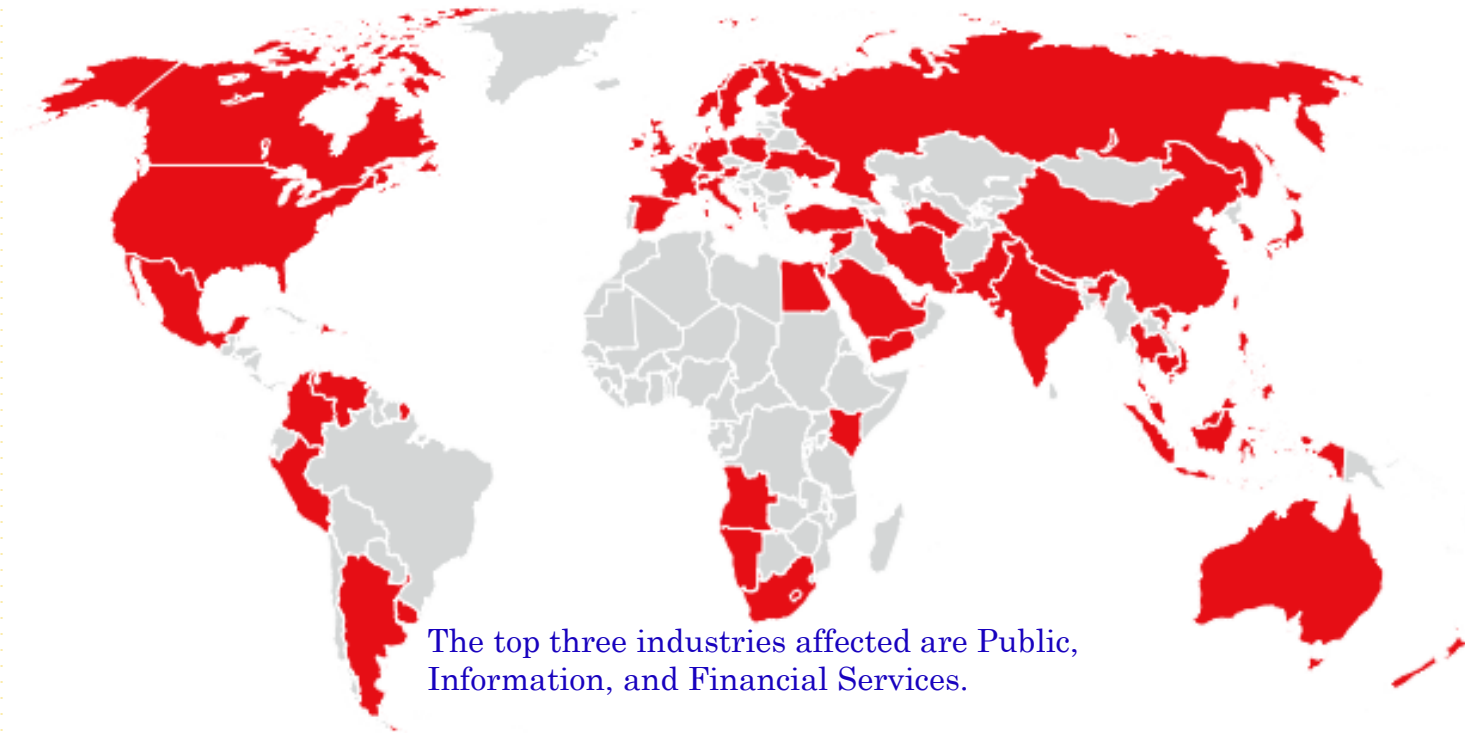 The top three industries affected are Public,
Information, and Financial Services.